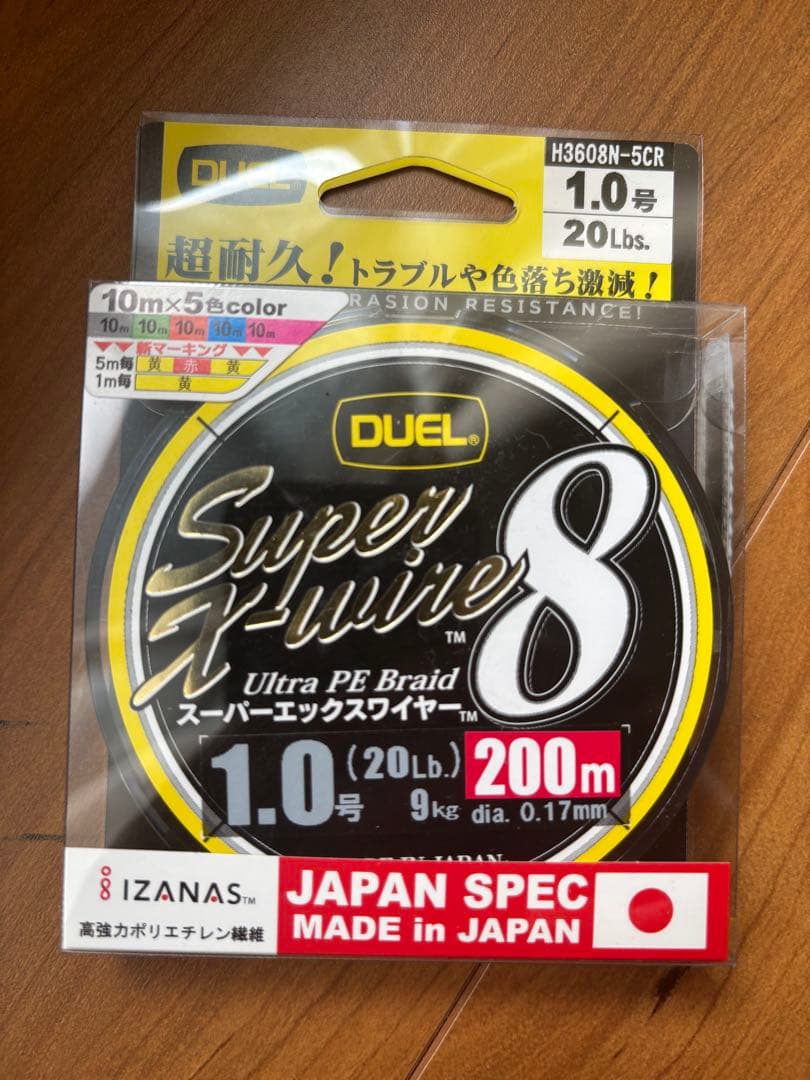 DUEL
H3608N-5CR
1.0号
20Lbs.
超耐久！トラブルや色落ち激減！
RASION RESISTANCE!
10m×5色color
10m 10m 10m 10m 10m
新マーキング
5m毎 黄 赤 黄
1m毎 黄
DUEL®
Super
X-wire 8
TM
Ultra PE Braid
スーパーエックスワイヤー TM
1.0号 (20Lb.) 9kg
200m
dia. 0.17mm
IN JAPAN.
IZANAS TM
高強力ポリエチレン繊維
JAPAN SPEC
MADE in JAPAN